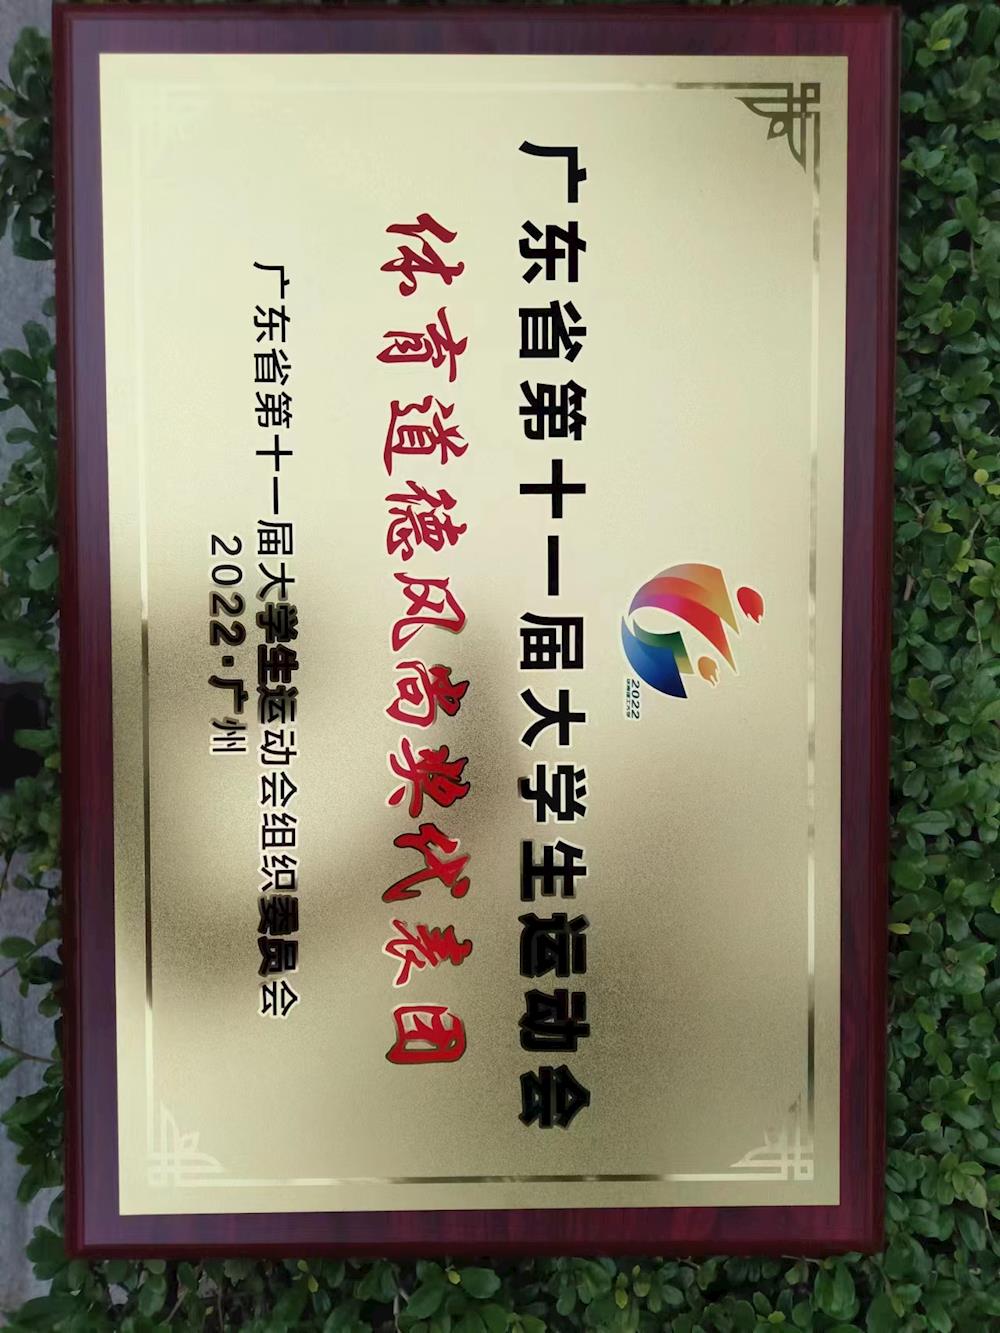 2022
广东省第十一届大学生运动会
体育道德风尚奖代表团
广东省第十一届大学生运动会组织委员会
2022·广州